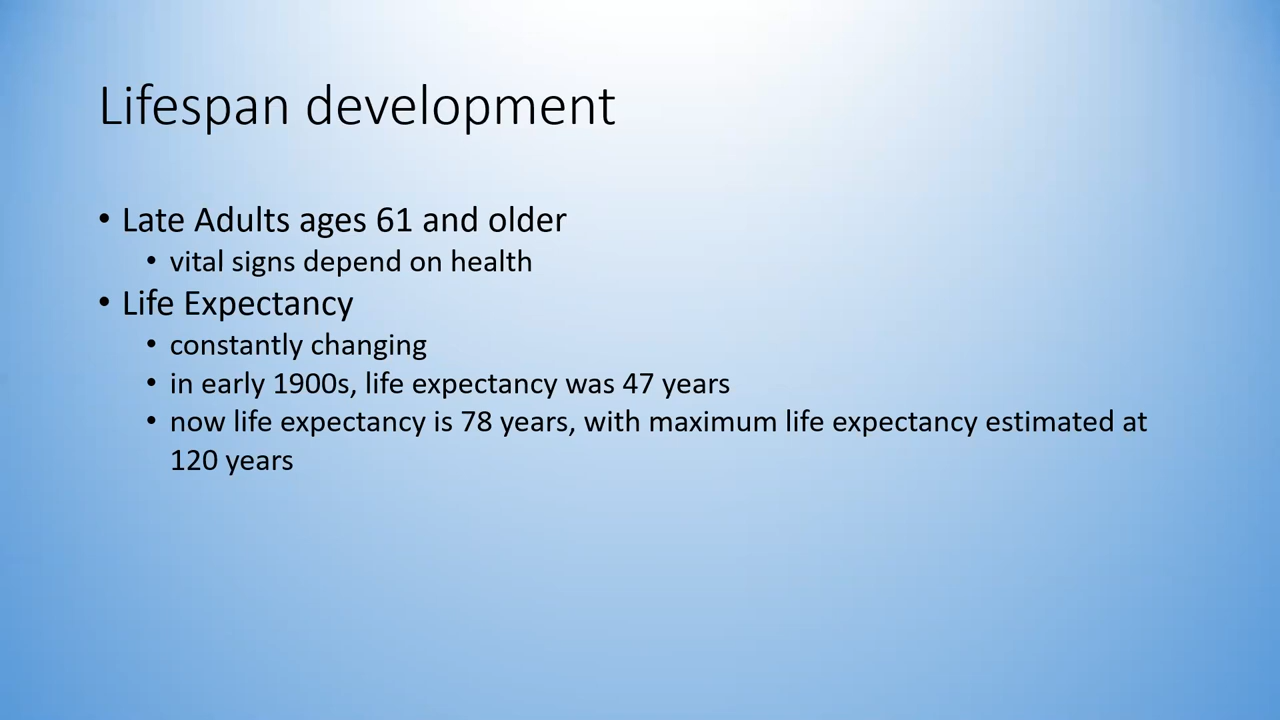 Lifespan development
• Late Adults ages 61 and older
• vital signs depend on health
• Life Expectancy
• constantly changing
• in early 1900s, life expectancy was 47 years
• now life expectancy is 78 years, with maximum life expectancy estimated at
120 years